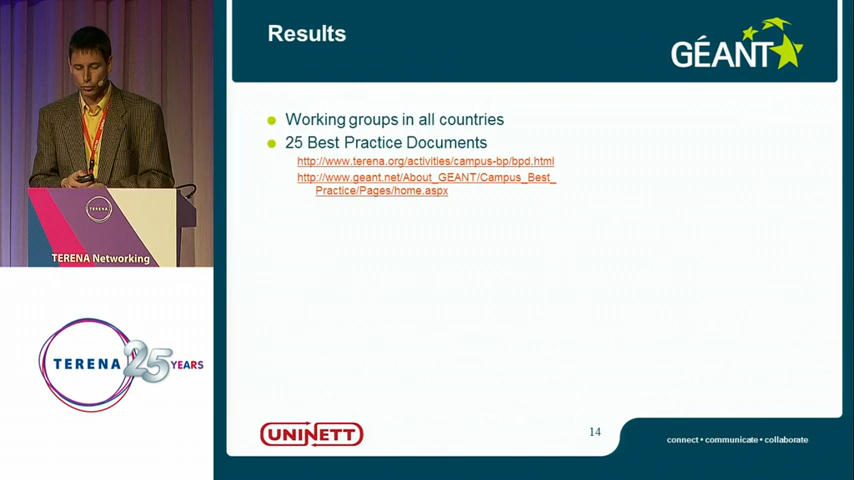 Results
GÉANT
Working groups in all countries
25 Best Practice Documents
http://www.terena.org/activities/campus-bp/bpd.html
http://www.geant.net/About_GEANT/Campus_Best_
Practice/Pages/home.aspx
TERENA
TERENA Networking
TERENA 25 YEARS
UNINETT
14
connect • communicate • collaborate